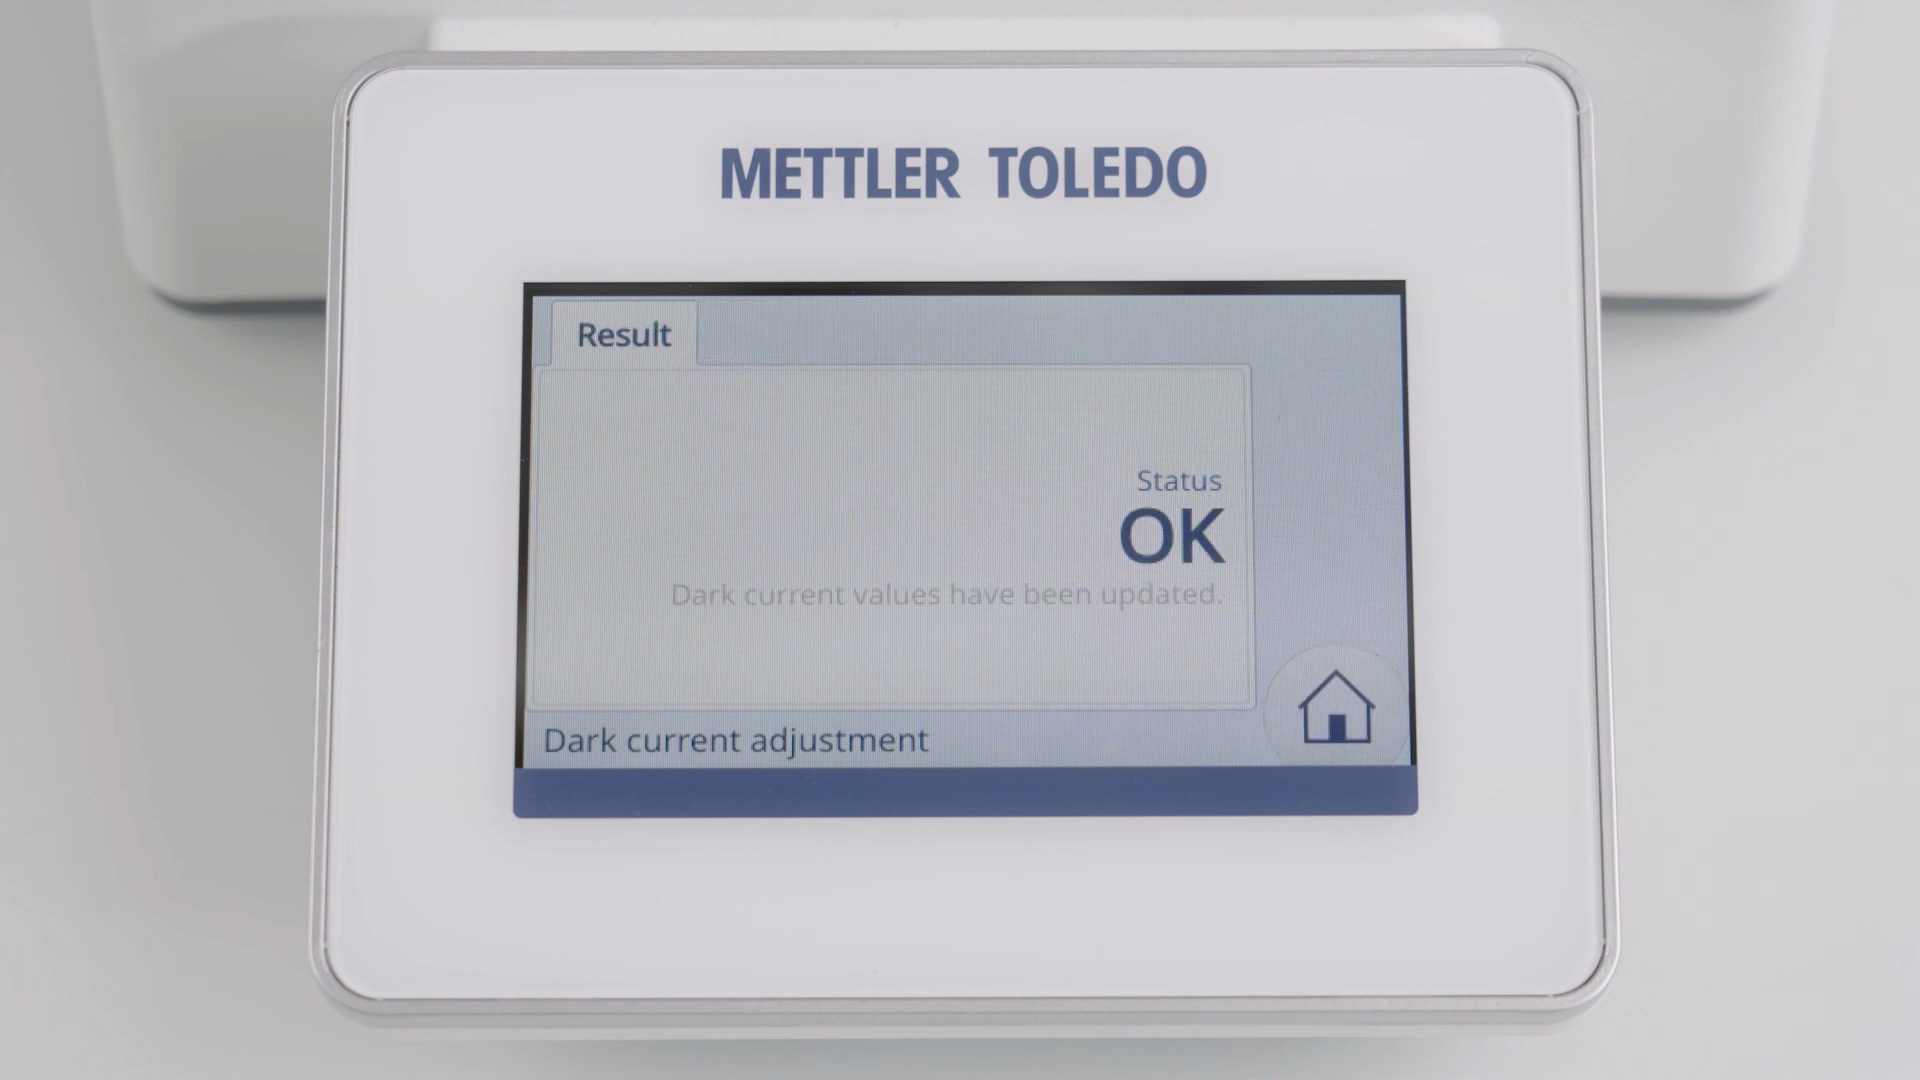 METTLER TOLEDO
Result
Status
OK
Dark current values have been updated.
Dark current adjustment